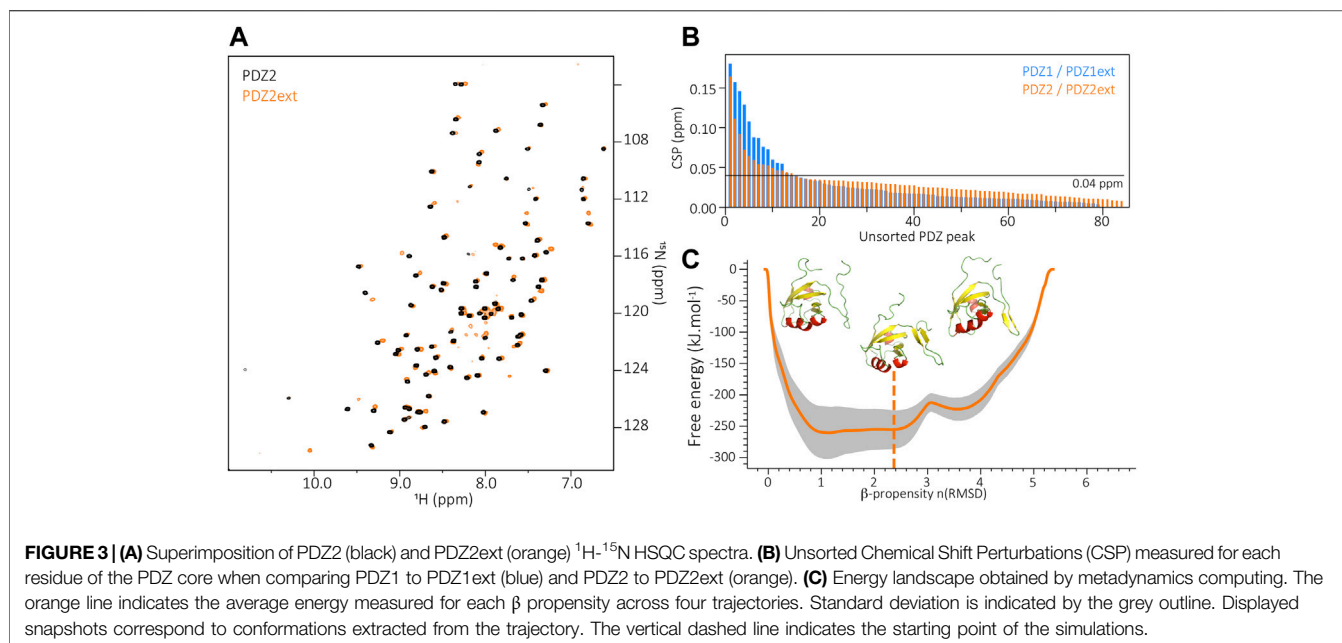 A
PDZ2
PDZ2ext
108
112
116
120
124
128
¹⁵N (ppm)
10.0 9.0 8.0 7.0
¹H (ppm)
B
PDZ1 / PDZ1ext
PDZ2 / PDZ2ext
0.15
0.10
0.05
0.00
CSP (ppm)
0.04 ppm
0 20 40 60 80
Unsorted PDZ peak
C
0
-50
-100
-150
-200
-250
-300
Free energy (kJ.mol⁻¹)
0 1 2 3 4 5 6
β-propensity n(RMSD)
FIGURE 3 | (A) Superimposition of PDZ2 (black) and PDZ2ext (orange) ¹H-¹⁵N HSQC spectra. (B) Unsorted Chemical Shift Perturbations (CSP) measured for each
residue of the PDZ core when comparing PDZ1 to PDZ1ext (blue) and PDZ2 to PDZ2ext (orange). (C) Energy landscape obtained by metadynamics computing. The
orange line indicates the average energy measured for each β propensity across four trajectories. Standard deviation is indicated by the grey outline. Displayed
snapshots correspond to conformations extracted from the trajectory. The vertical dashed line indicates the starting point of the simulations.